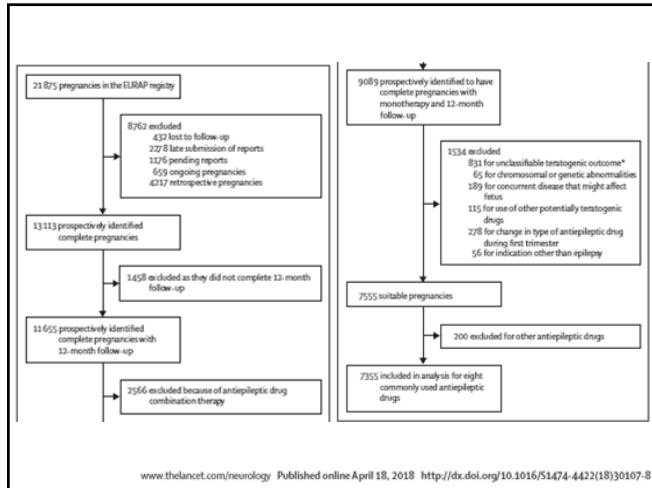 21 875 pregnancies in the EURAP registry
8762 excluded
432 lost to follow-up
2278 late submission of reports
1176 pending reports
659 ongoing pregnancies
4217 retrospective pregnancies
13 113 prospectively identified
complete pregnancies
1458 excluded as they did not complete 12-month
follow-up
11 655 prospectively identified
complete pregnancies with
12-month follow-up
2566 excluded because of antiepileptic drug
combination therapy
9089 prospectively identified to have
complete pregnancies with
monotherapy and 12-month
follow-up
1534 excluded
831 for unclassifiable teratogenic outcome*
65 for chromosomal or genetic abnormalities
189 for concurrent disease that might affect
fetus
115 for use of other potentially teratogenic
drugs
278 for change in type of antiepileptic drug
during first trimester
56 for indication other than epilepsy
7555 suitable pregnancies
200 excluded for other antiepileptic drugs
7355 included in analysis for eight
commonly used antiepileptic
drugs
www.thelancet.com/neurology Published online April 18, 2018 http://dx.doi.org/10.1016/S1474-4422(18)30107-8